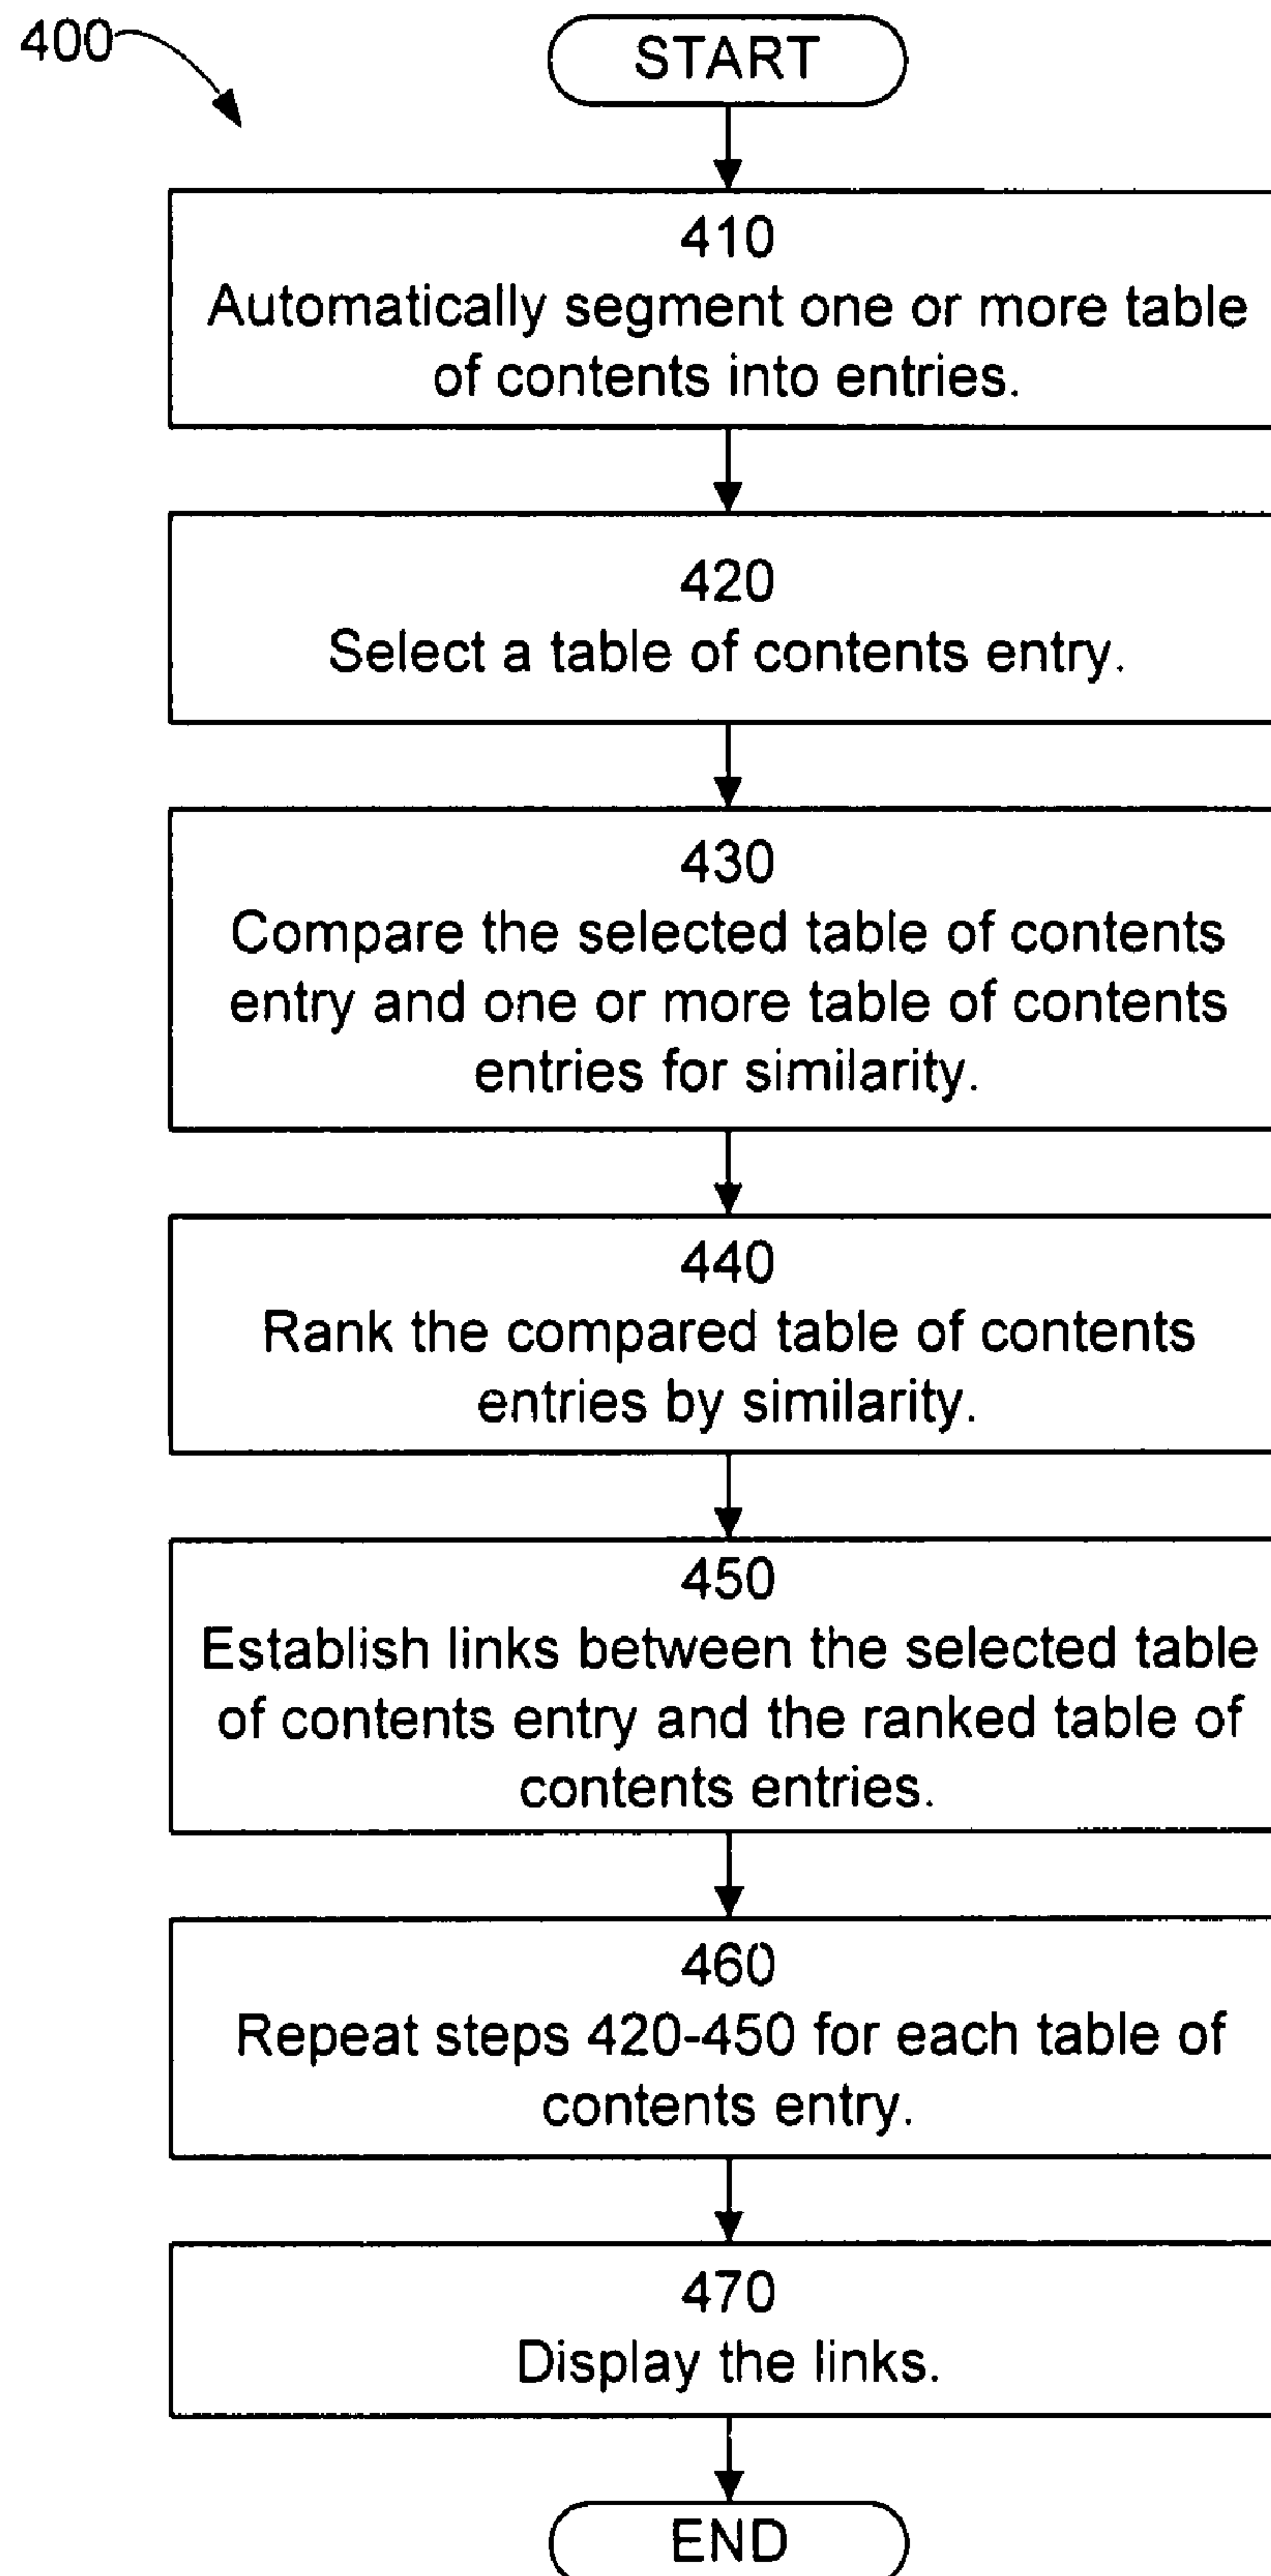 400
START
410
Automatically segment one or more table
of contents into entries.
420
Select a table of contents entry.
430
Compare the selected table of contents
entry and one or more table of contents
entries for similarity.
440
Rank the compared table of contents
entries by similarity.
450
Establish links between the selected table
of contents entry and the ranked table of
contents entries.
460
Repeat steps 420-450 for each table of
contents entry.
470
Display the links.
END